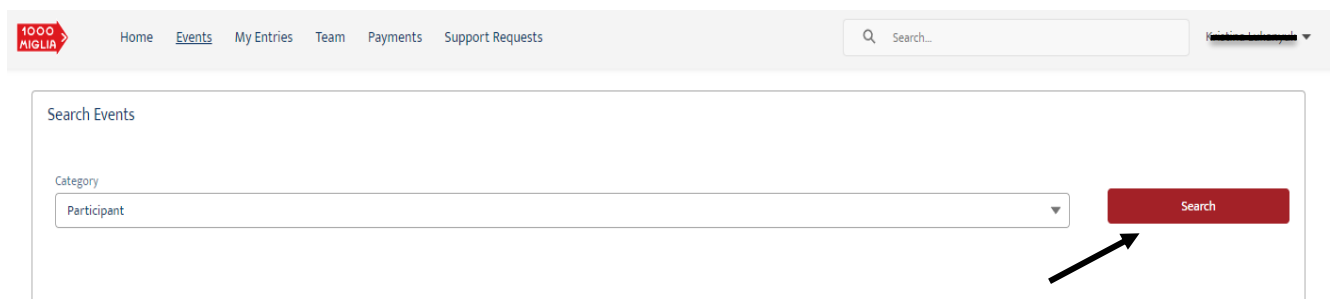 1000
MIGLIA
Home Events My Entries Team Payments Support Requests
Search...
Search Events
Category
Participant
Search